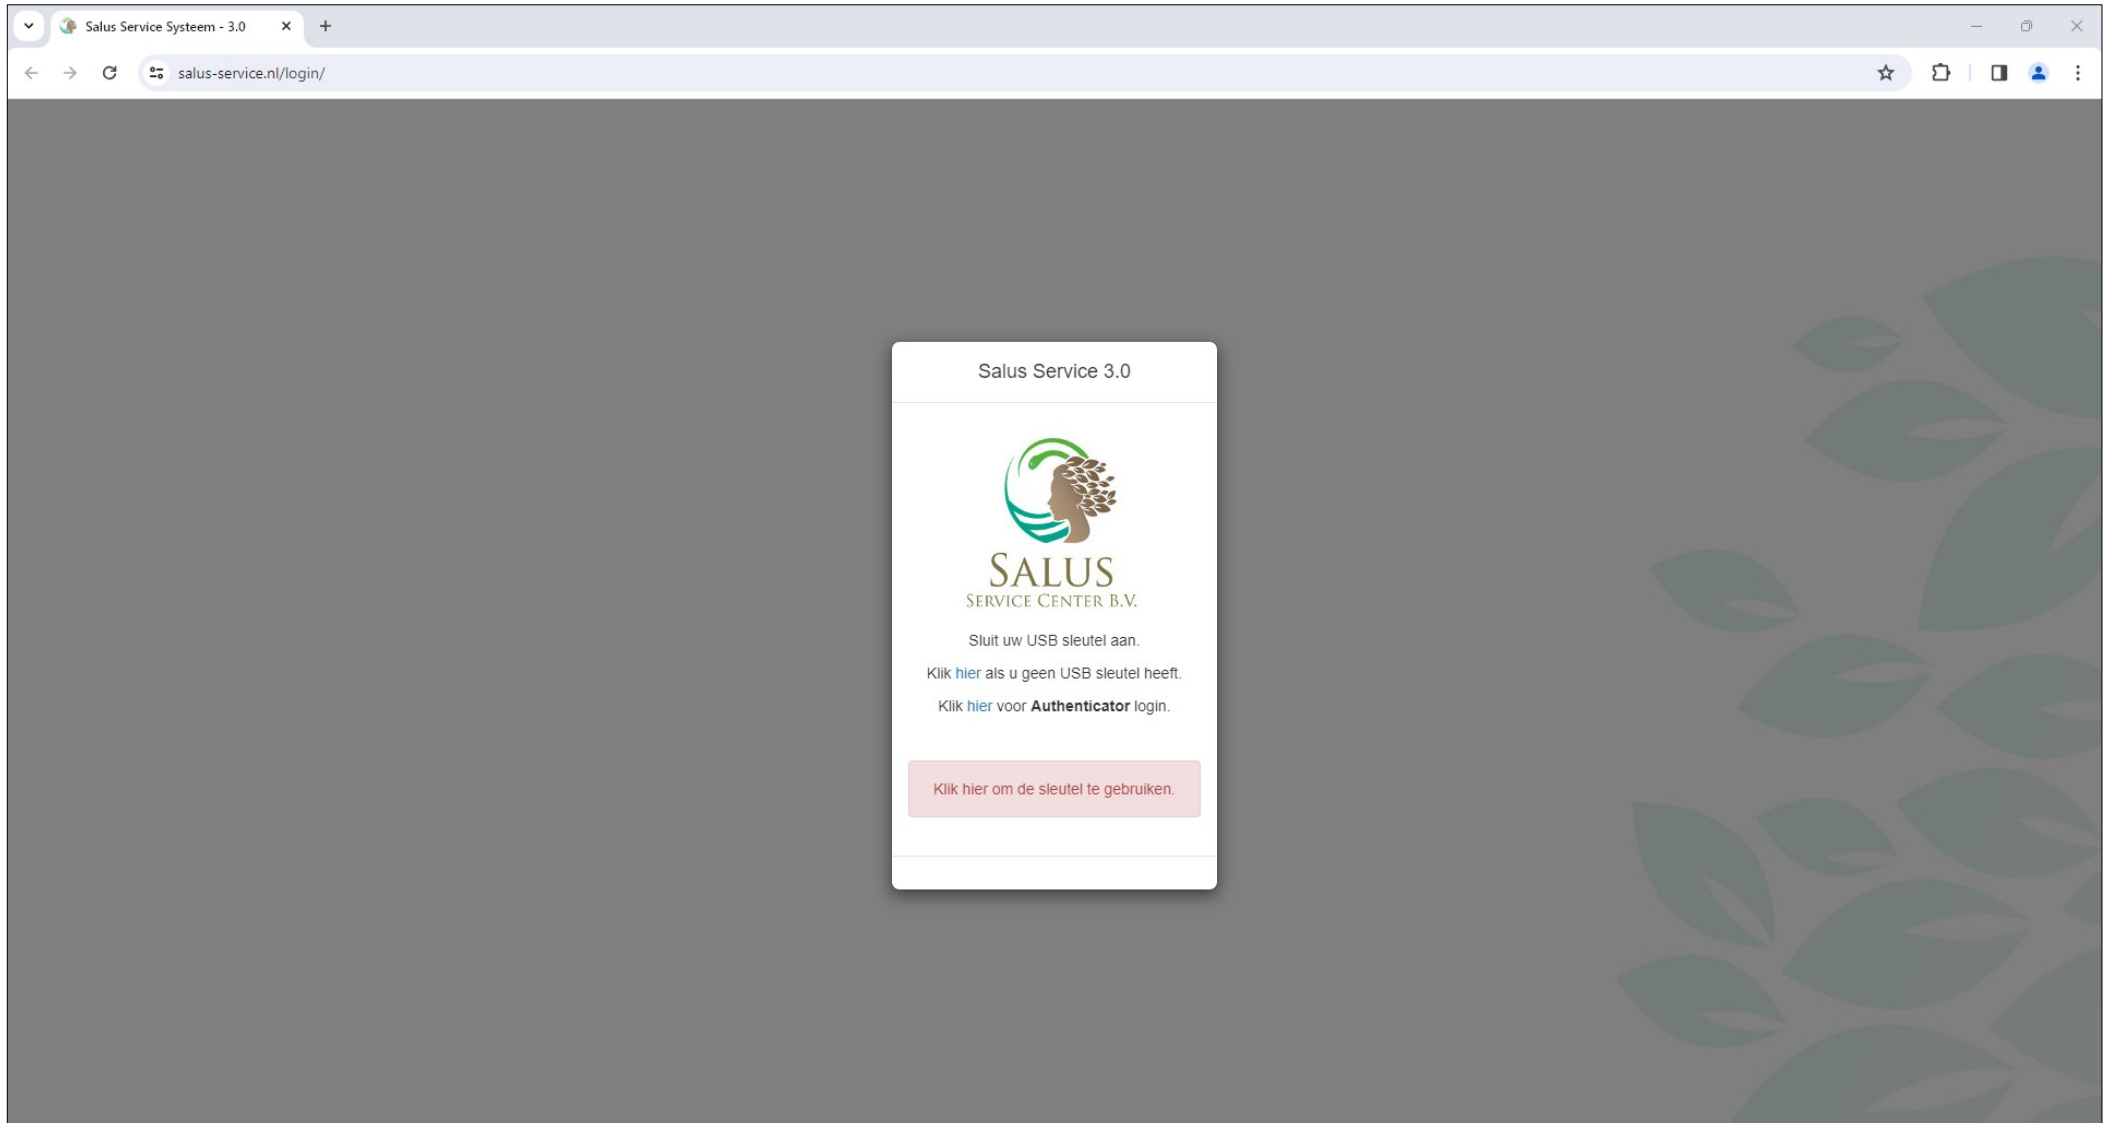 Salus Service Systeem - 3.0
salus-service.nl/login/
Salus Service 3.0
SALUS
SERVICE CENTER B.V.
Sluit uw USB sleutel aan.
Klik hier als u geen USB sleutel heeft.
Klik hier voor Authenticator login.
Klik hier om de sleutel te gebruiken.